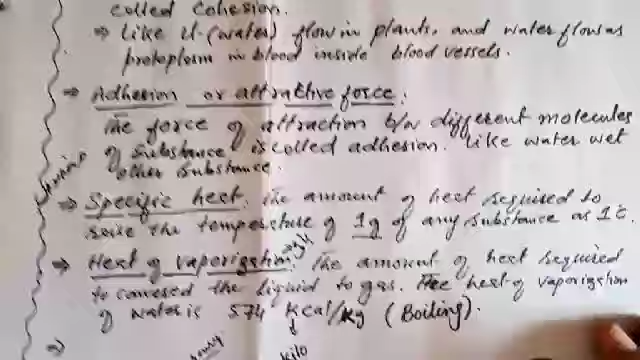 called cohesion.
⇒ Like (water) flow in plants, and water flow as
protoplasm in blood inside blood vessels.
⇒ Adhesion or attractive force:
The force of attraction b/w different molecules
of substance is called adhesion. Like water wet
other substance.
⇒ Specific heat: The amount of heat required to
raise the temperature of 1g of any substance as 1°C.
⇒ Heat of vaporization: The amount of heat required
to the liquid to gas. The heat of vaporization
of water is 574 Kcal/Kg (Boiling).
⇒ kilo